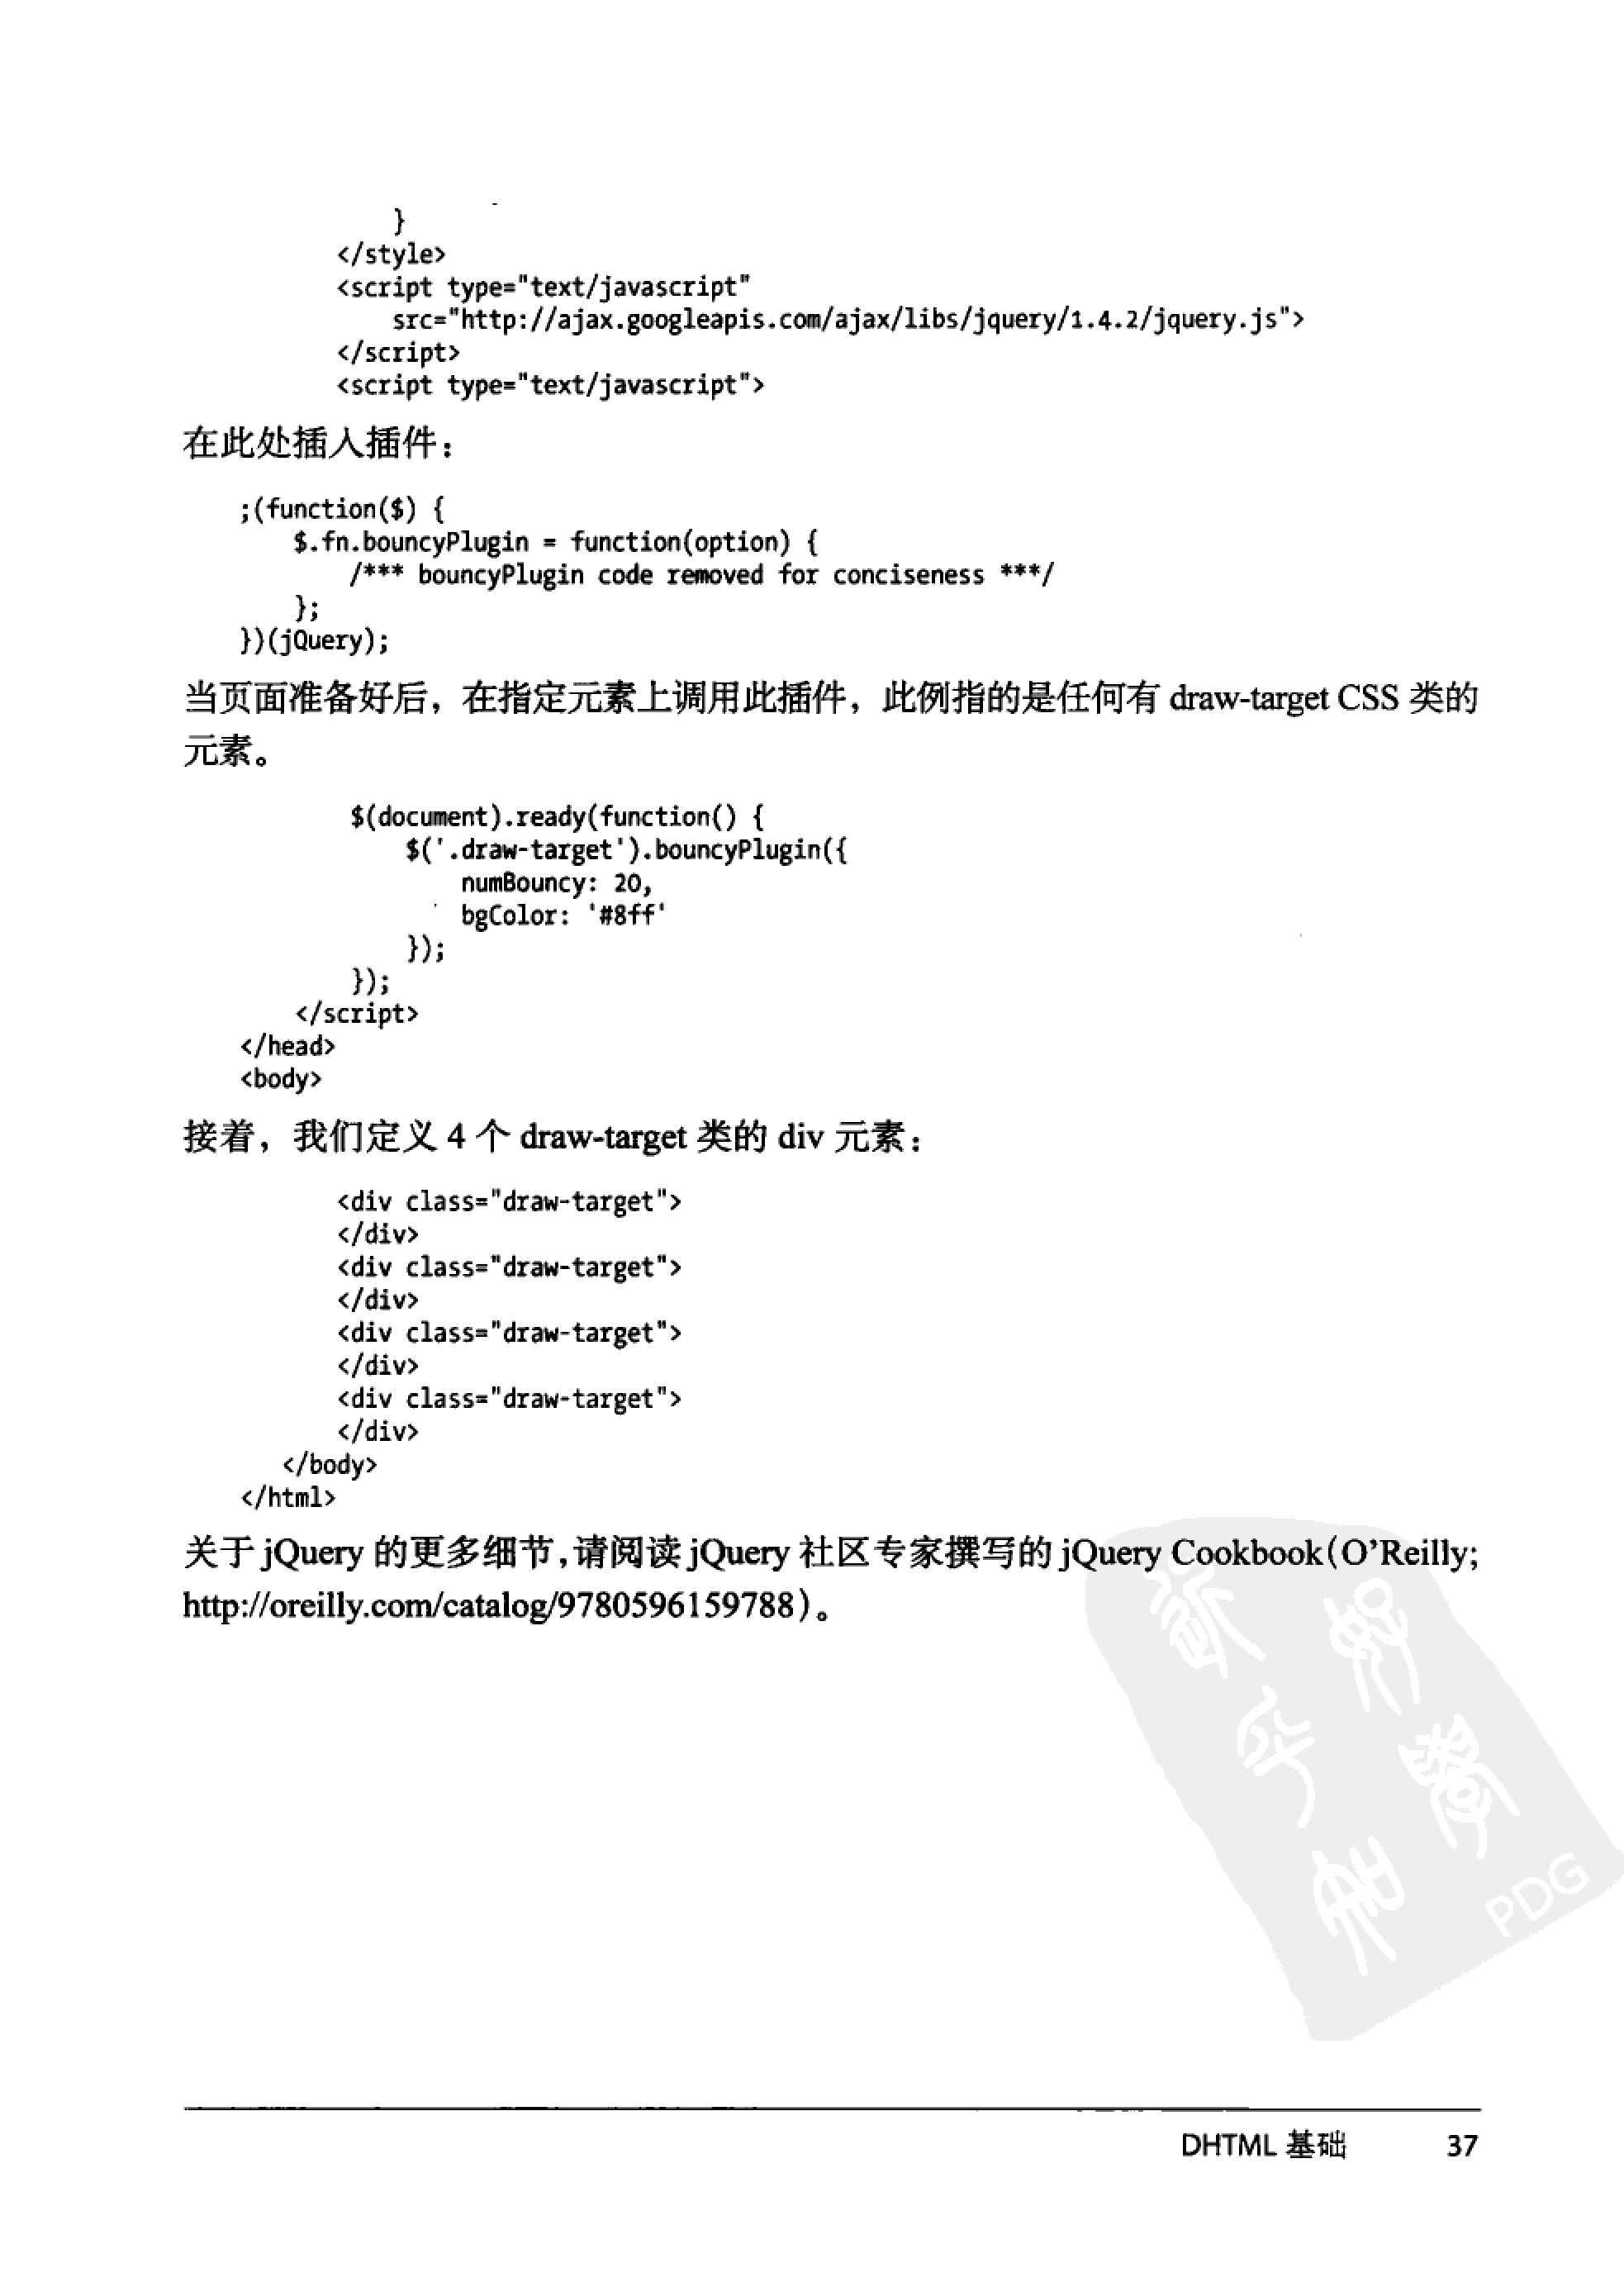 }
</style>
<script type="text/javascript"
src="http://ajax.googleapis.com/ajax/libs/jquery/1.4.2/jquery.js">
</script>
<script type="text/javascript">
在此处插入插件：
;(function($) {
$.fn.bouncyPlugin = function(option) {
/*** bouncyPlugin code removed for conciseness ***/
};
})(jQuery);
当页面准备好后，在指定元素上调用此插件，此例指的是任何有 draw-target CSS 类的
元素。
$(document).ready(function() {
$('.draw-target').bouncyPlugin({
numBouncy: 20,
bgColor: '#8ff'
});
});
</script>
</head>
<body>
接着，我们定义 4 个 draw-target 类的 div 元素：
<div class="draw-target">
</div>
<div class="draw-target">
</div>
<div class="draw-target">
</div>
<div class="draw-target">
</div>
</body>
</html>
关于 jQuery 的更多细节，请阅读 jQuery 社区专家撰写的 jQuery Cookbook（O’Reilly;
http://oreilly.com/catalog/9780596159788）。
PDG
DHTML 基础 37